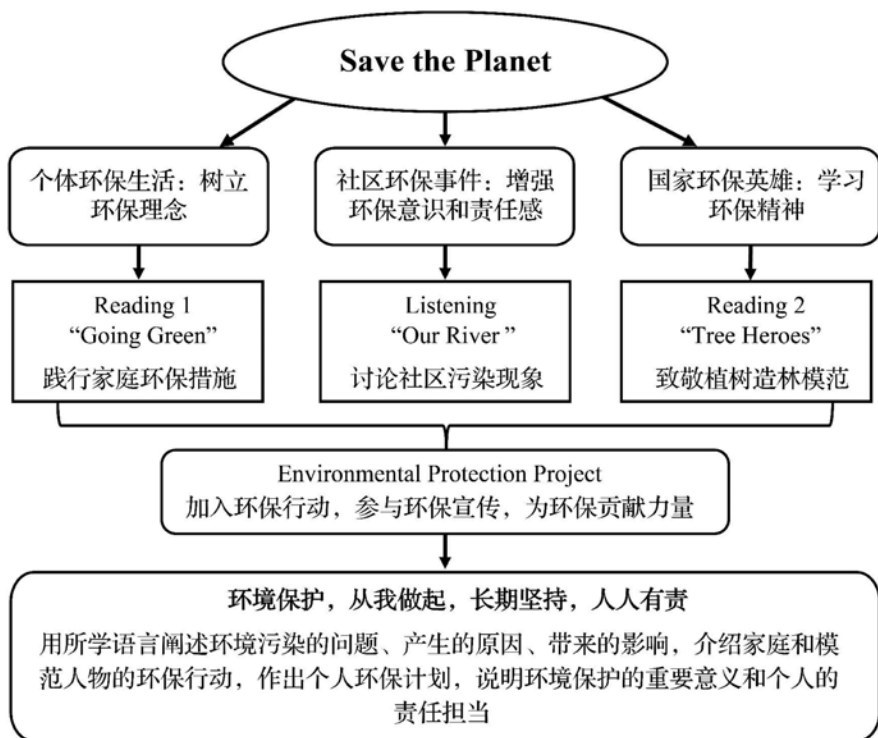 Save the Planet
个体环保生活：树立
环保理念
社区环保事件：增强
环保意识和责任感
国家环保英雄：学习
环保精神
Reading 1
“Going Green”
践行家庭环保措施
Listening
“Our River ”
讨论社区污染现象
Reading 2
“Tree Heroes”
致敬植树造林模范
Environmental Protection Project
加入环保行动，参与环保宣传，为环保贡献力量
环境保护，从我做起，长期坚持，人人有责
用所学语言阐述环境污染的问题、产生的原因、带来的影响，介绍家庭和模
范人物的环保行动，作出个人环保计划，说明环境保护的重要意义和个人的
责任担当